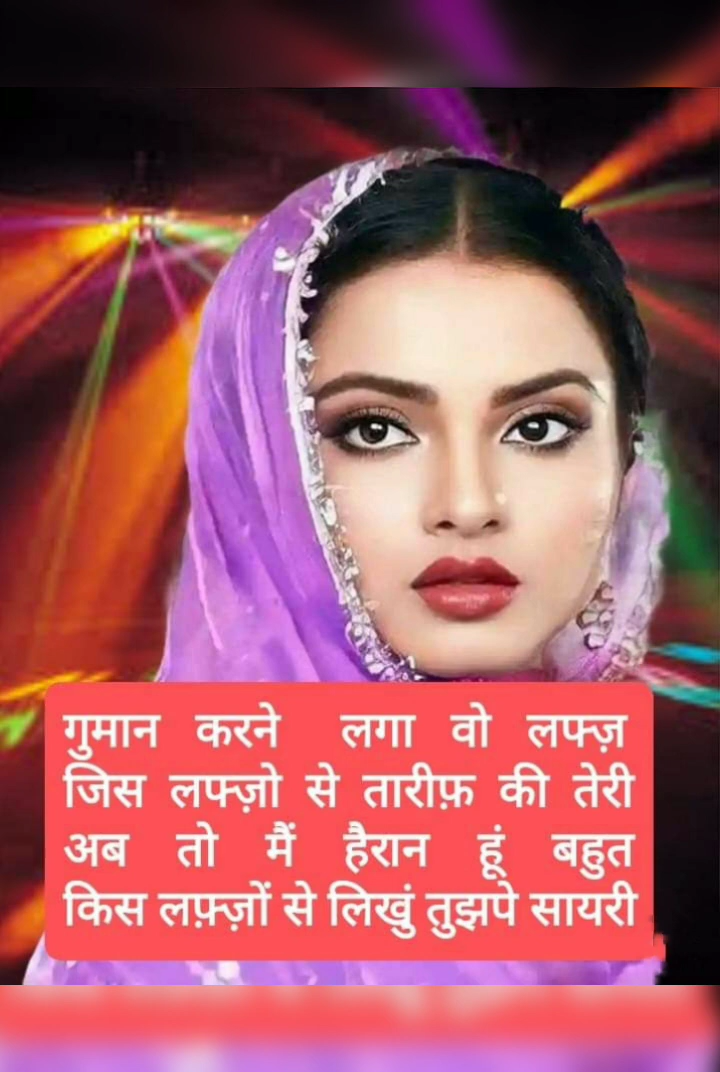 गुमान करने लगा वो लफ्ज़
जिस लफ्ज़ो से तारीफ़ की तेरी
अब तो मैं हैरान हूं बहुत
किस लफ़्ज़ों से लिखुं तुझपे सायरी